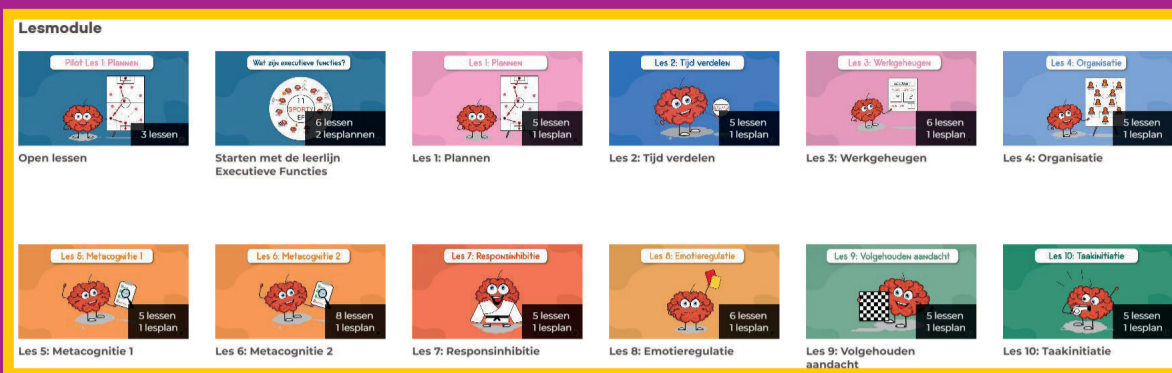 Lesmodule
Pilot Les 1: Plannen
3 lessen
Open lessen
Wat zijn executieve functies?
11
SPORTY
EF
6 lessen
2 lesplannen
Starten met de leerlijn
Executieve Functies
Les 1: Plannen
5 lessen
1 lesplan
Les 1: Plannen
Les 2: Tijd verdelen
5 lessen
1 lesplan
Les 2: Tijd verdelen
Les 3: Werkgeheugen
6 lessen
1 lesplan
Les 3: Werkgeheugen
Les 4: Organisatie
5 lessen
1 lesplan
Les 4: Organisatie
Les 5: Metacognitie 1
5 lessen
1 lesplan
Les 5: Metacognitie 1
Les 6: Metacognitie 2
8 lessen
1 lesplan
Les 6: Metacognitie 2
Les 7: Responsinhibitie
5 lessen
1 lesplan
Les 7: Responsinhibitie
Les 8: Emotieregulatie
6 lessen
1 lesplan
Les 8: Emotieregulatie
Les 9: Volgehouden aandacht
5 lessen
1 lesplan
Les 9: Volgehouden
aandacht
Les 10: Taakinitiatie
5 lessen
1 lesplan
Les 10: Taakinitiatie